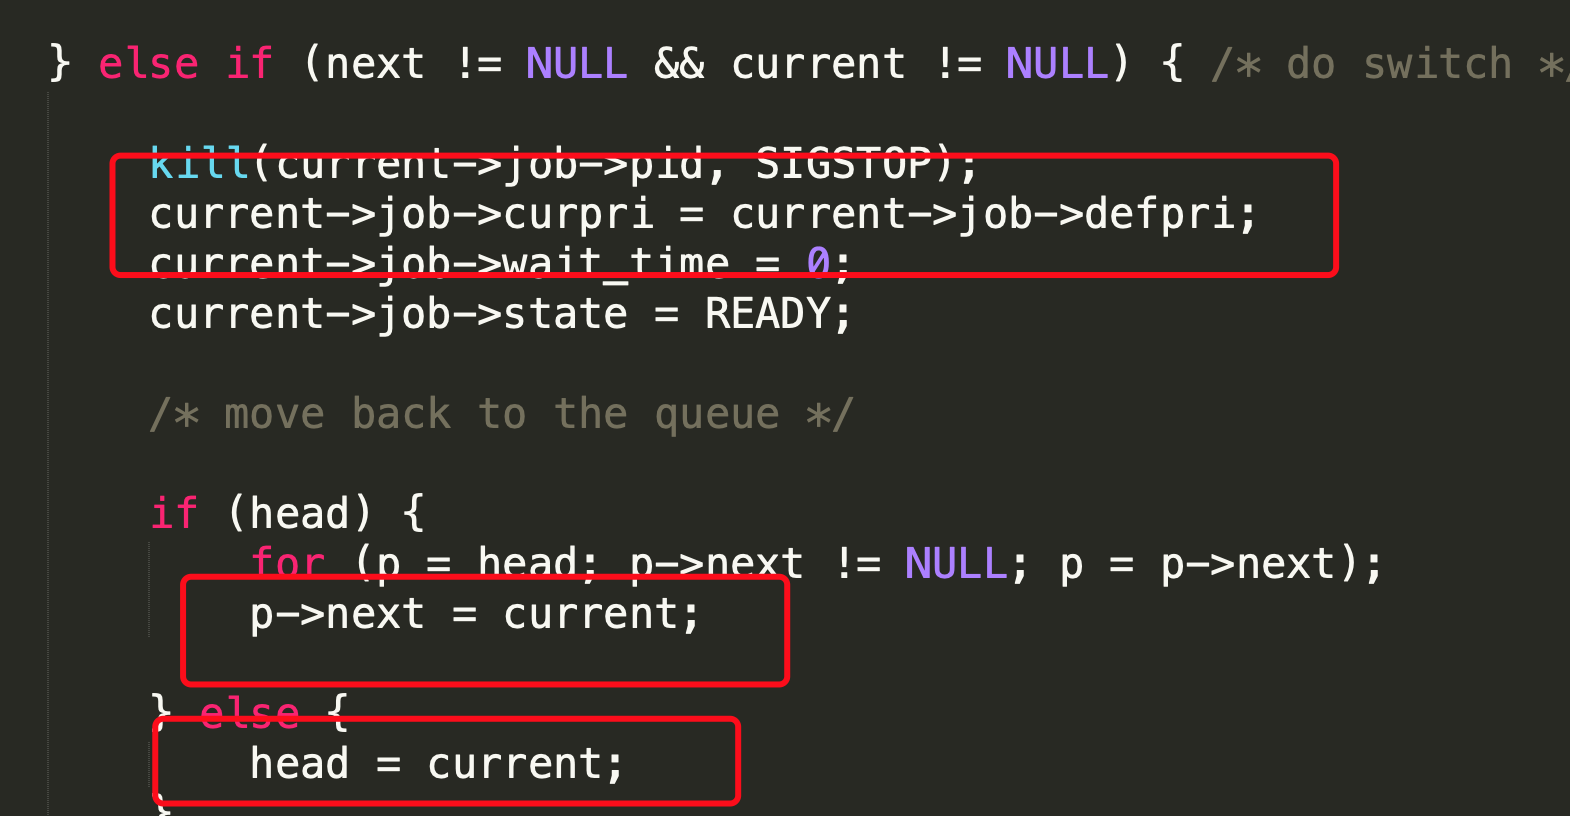 } else if (next != NULL && current != NULL) { /* do switch */
kill(current->job->pid, SIGSTOP);
current->job->curpri = current->job->defpri;
current->job->wait_time = 0;
current->job->state = READY;
/* move back to the queue */
if (head) {
for (p = head; p->next != NULL; p = p->next);
p->next = current;
} else {
head = current;
}